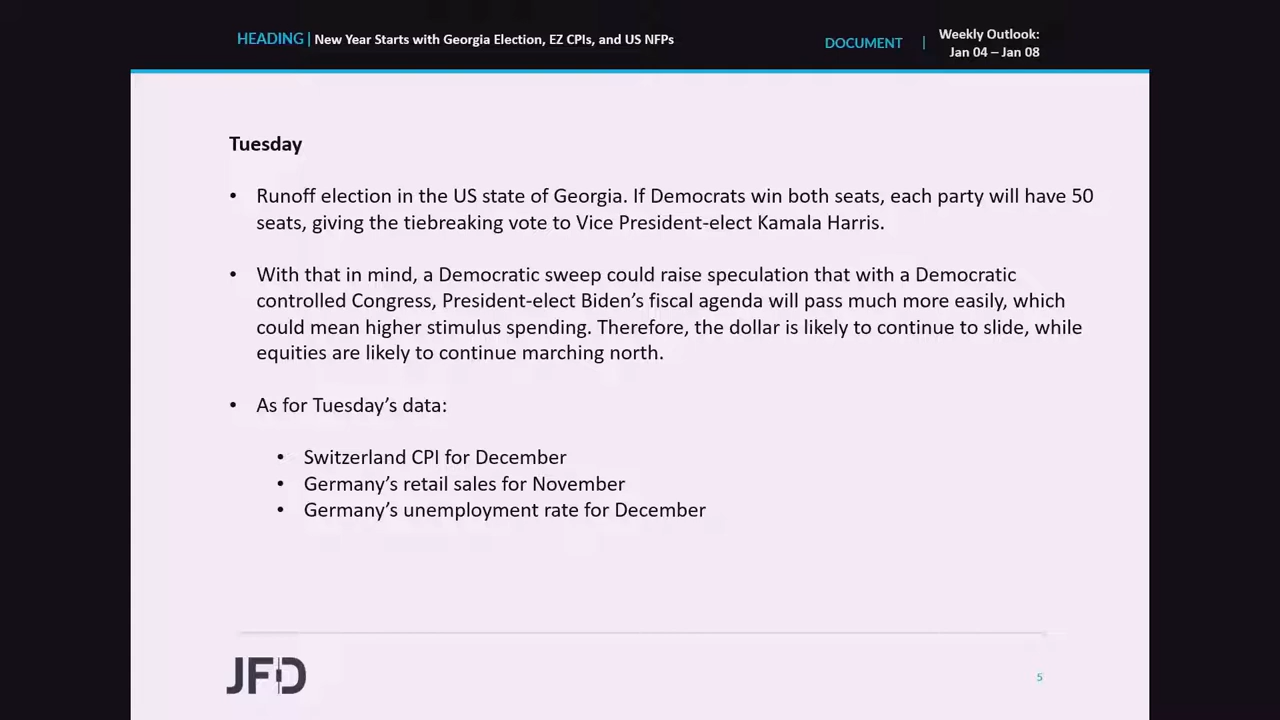 HEADING | New Year Starts with Georgia Election, EZ CPIs, and US NFPs
DOCUMENT | Weekly Outlook:
Jan 04 – Jan 08
Tuesday
• Runoff election in the US state of Georgia. If Democrats win both seats, each party will have 50
seats, giving the tiebreaking vote to Vice President-elect Kamala Harris.
• With that in mind, a Democratic sweep could raise speculation that with a Democratic
controlled Congress, President-elect Biden’s fiscal agenda will pass much more easily, which
could mean higher stimulus spending. Therefore, the dollar is likely to continue to slide, while
equities are likely to continue marching north.
• As for Tuesday’s data:
• Switzerland CPI for December
• Germany’s retail sales for November
• Germany’s unemployment rate for December
JFD
5